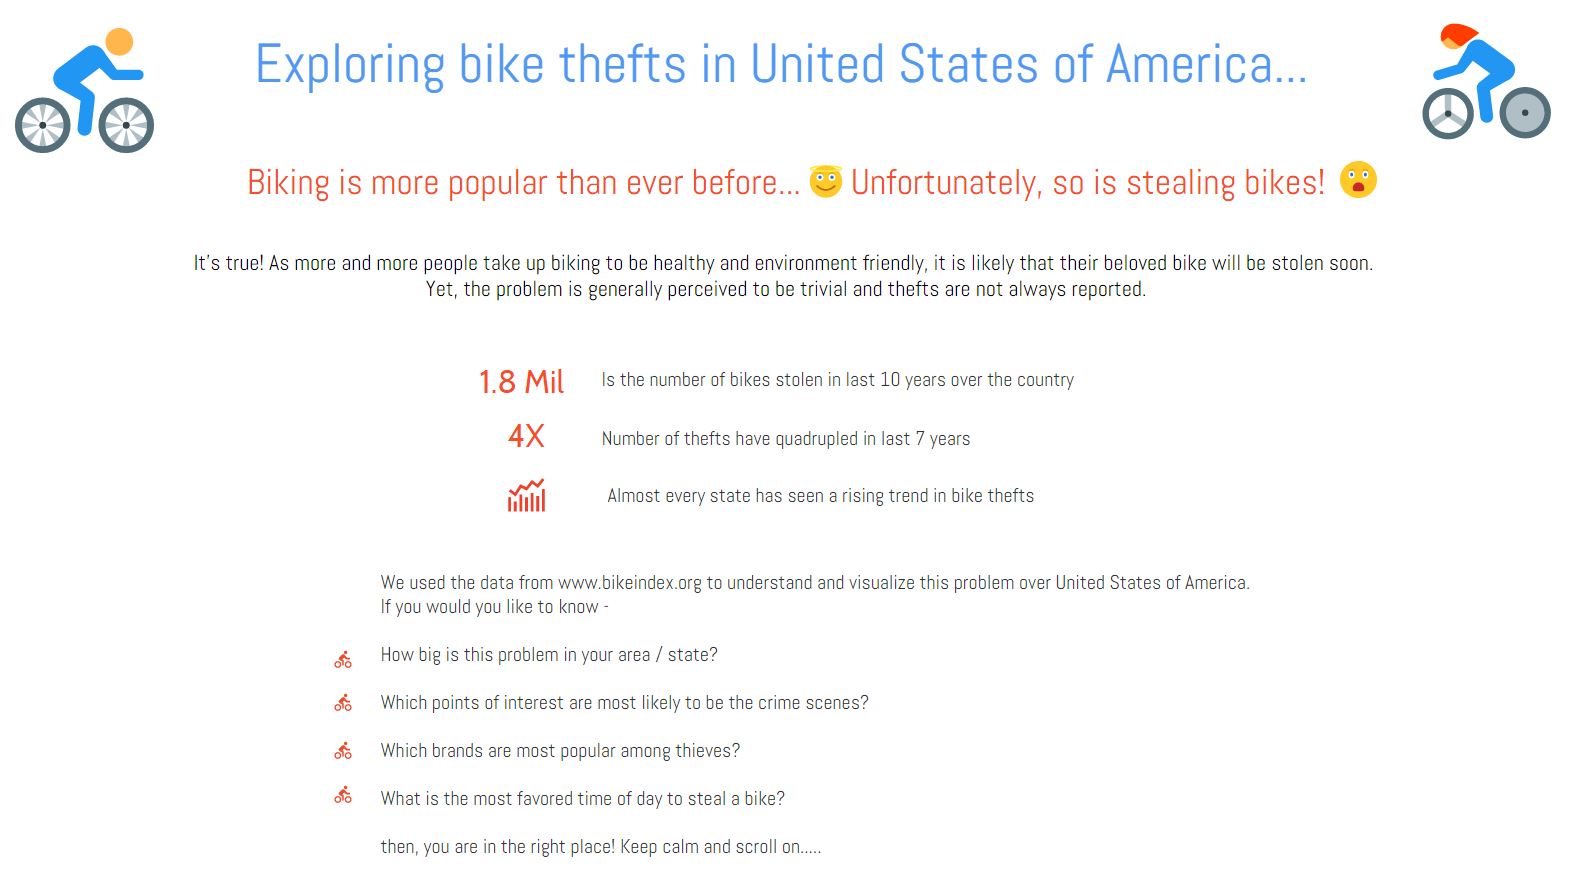 Exploring bike thefts in United States of America...
Biking is more popular than ever before... Unfortunately, so is stealing bikes!
It's true! As more and more people take up biking to be healthy and environment friendly, it is likely that their beloved bike will be stolen soon.
Yet, the problem is generally perceived to be trivial and thefts are not always reported.
1.8 Mil Is the number of bikes stolen in last 10 years over the country
4X Number of thefts have quadrupled in last 7 years
Almost every state has seen a rising trend in bike thefts
We used the data from www.bikeindex.org to understand and visualize this problem over United States of America.
If you would you like to know -
How big is this problem in your area / state?
Which points of interest are most likely to be the crime scenes?
Which brands are most popular among thieves?
What is the most favored time of day to steal a bike?
then, you are in the right place! Keep calm and scroll on.....